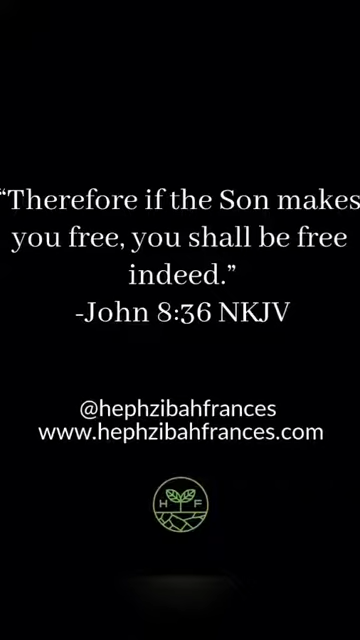 “Therefore if the Son makes
you free, you shall be free
indeed.”
-John 8:36 NKJV
@hephzibahfrances
www.hephzibahfrances.com
H F